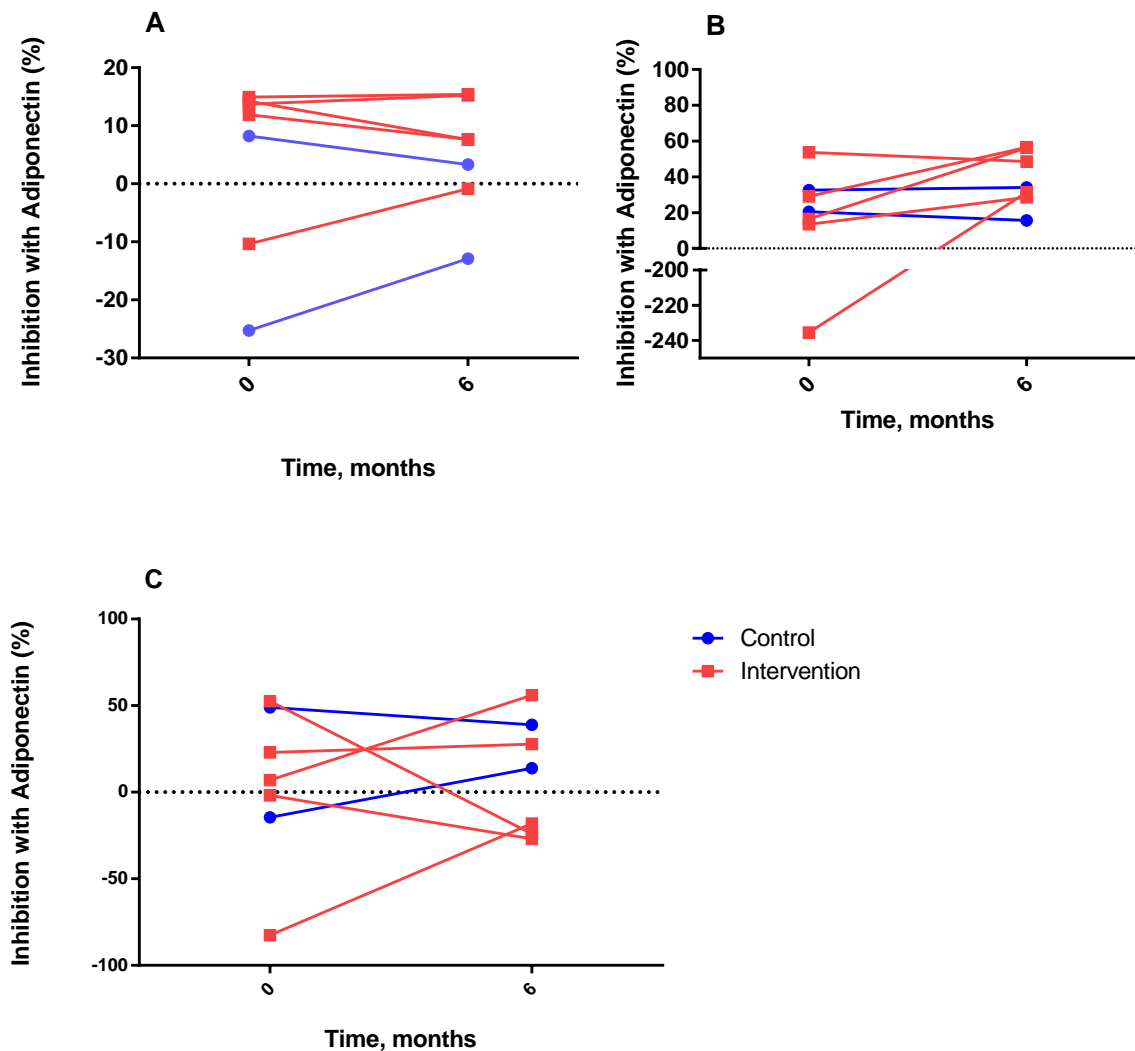 A
Inhibition with Adiponectin (%)
20
10
0
-10
-20
-30
0
6
Time, months
B
Inhibition with Adiponectin (%)
100
80
60
40
20
0
-200
-220
-240
0
6
Time, months
C
Inhibition with Adiponectin (%)
100
50
0
-50
-100
0
6
Time, months
Control
Intervention